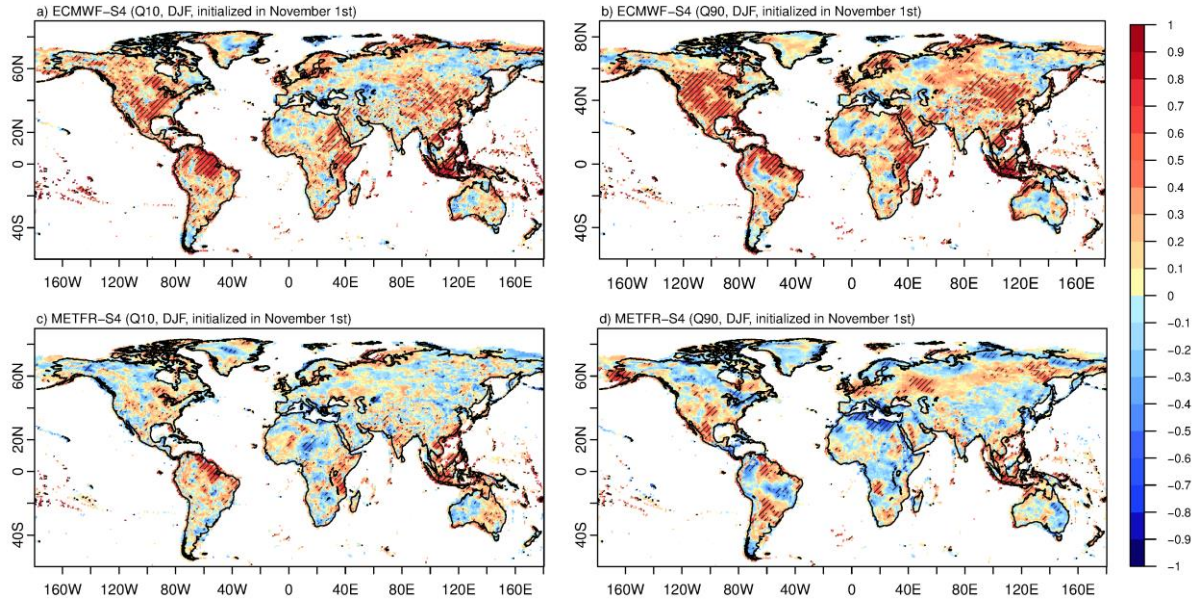 a) ECMWF−S4 (Q10, DJF, initialized in November 1st)
60N
20N
0
40S
160W 120W 80W 40W 0 40E 80E 120E 160E
b) ECMWF−S4 (Q90, DJF, initialized in November 1st)
80N
40N
0
40S
160W 120W 80W 40W 0 40E 80E 120E 160E
c) METFR−S4 (Q10, DJF, initialized in November 1st)
60N
20N
0
40S
160W 120W 80W 40W 0 40E 80E 120E 160E
d) METFR−S4 (Q90, DJF, initialized in November 1st)
60N
20N
0
40S
160W 120W 80W 40W 0 40E 80E 120E 160E
1
0.9
0.8
0.7
0.6
0.5
0.4
0.3
0.2
0.1
0
−0.1
−0.2
−0.3
−0.4
−0.5
−0.6
−0.7
−0.8
−0.9
−1